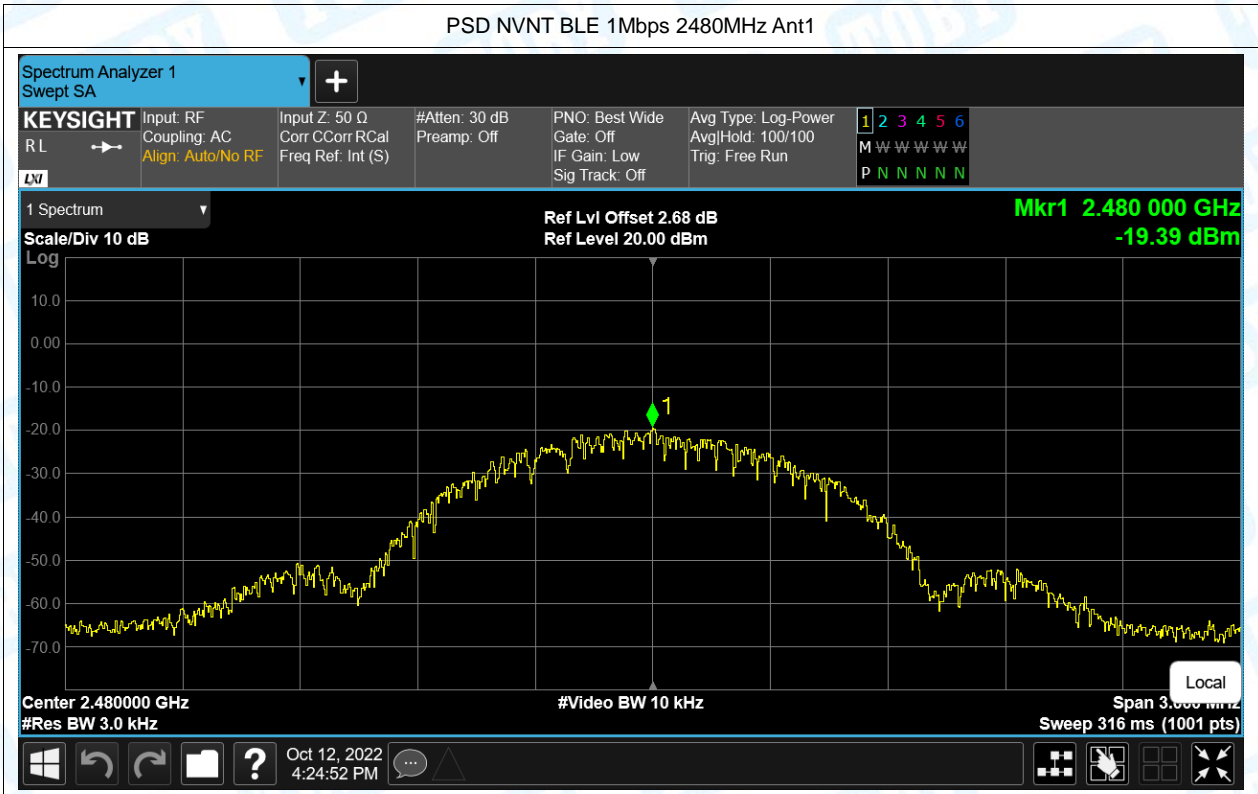 PSD NVNT BLE 1Mbps 2480MHz Ant1
Spectrum Analyzer 1
Swept SA
KEYSIGHT
R L
LXI
Input: RF
Coupling: AC
Align: Auto/No RF
Input Z: 50 Ω
Corr CCorr RCal
Freq Ref: Int (S)
#Atten: 30 dB
Preamp: Off
PNO: Best Wide
Gate: Off
IF Gain: Low
Sig Track: Off
Avg Type: Log-Power
Avg|Hold: 100/100
Trig: Free Run
1 2 3 4 5 6
M W W W W W
P N N N N N
1 Spectrum
Scale/Div 10 dB
Ref Lvl Offset 2.68 dB
Ref Level 20.00 dBm
Mkr1 2.480 000 GHz
-19.39 dBm
Log
10.0
0.00
-10.0
-20.0
-30.0
-40.0
-50.0
-60.0
-70.0
1
Local
Center 2.480000 GHz
#Video BW 10 kHz
Span 3.000 MHz
#Res BW 3.0 kHz
Sweep 316 ms (1001 pts)
?
Oct 12, 2022
4:24:52 PM